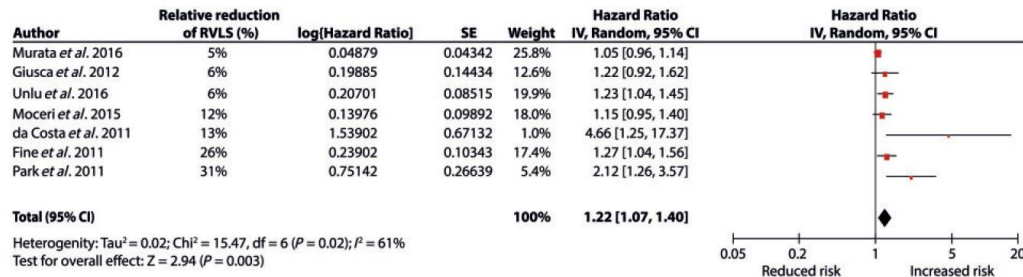 Relative reduction Hazard Ratio Hazard Ratio
Author of RVLS (%) log[Hazard Ratio] SE Weight IV, Random, 95% CI IV, Random, 95% CI
Murata et al. 2016 5% 0.04879 0.04342 25.8% 1.05 [0.96, 1.14]
Giusca et al. 2012 6% 0.19885 0.14434 12.6% 1.22 [0.92, 1.62]
Unlu et al. 2016 6% 0.20701 0.08515 19.9% 1.23 [1.04, 1.45]
Moceri et al. 2015 12% 0.13976 0.09892 18.0% 1.15 [0.95, 1.40]
da Costa et al. 2011 13% 1.53902 0.67132 1.0% 4.66 [1.25, 17.37]
Fine et al. 2011 26% 0.23902 0.10343 17.4% 1.27 [1.04, 1.56]
Park et al. 2011 31% 0.75142 0.26639 5.4% 2.12 [1.26, 3.57]
Total (95% CI) 100% 1.22 [1.07, 1.40]
Heterogenity: Tau² = 0.02; Chi² = 15.47, df = 6 (P = 0.02); I² = 61%
Test for overall effect: Z = 2.94 (P = 0.003)
0.05 0.2 1 5 20
Reduced risk Increased risk